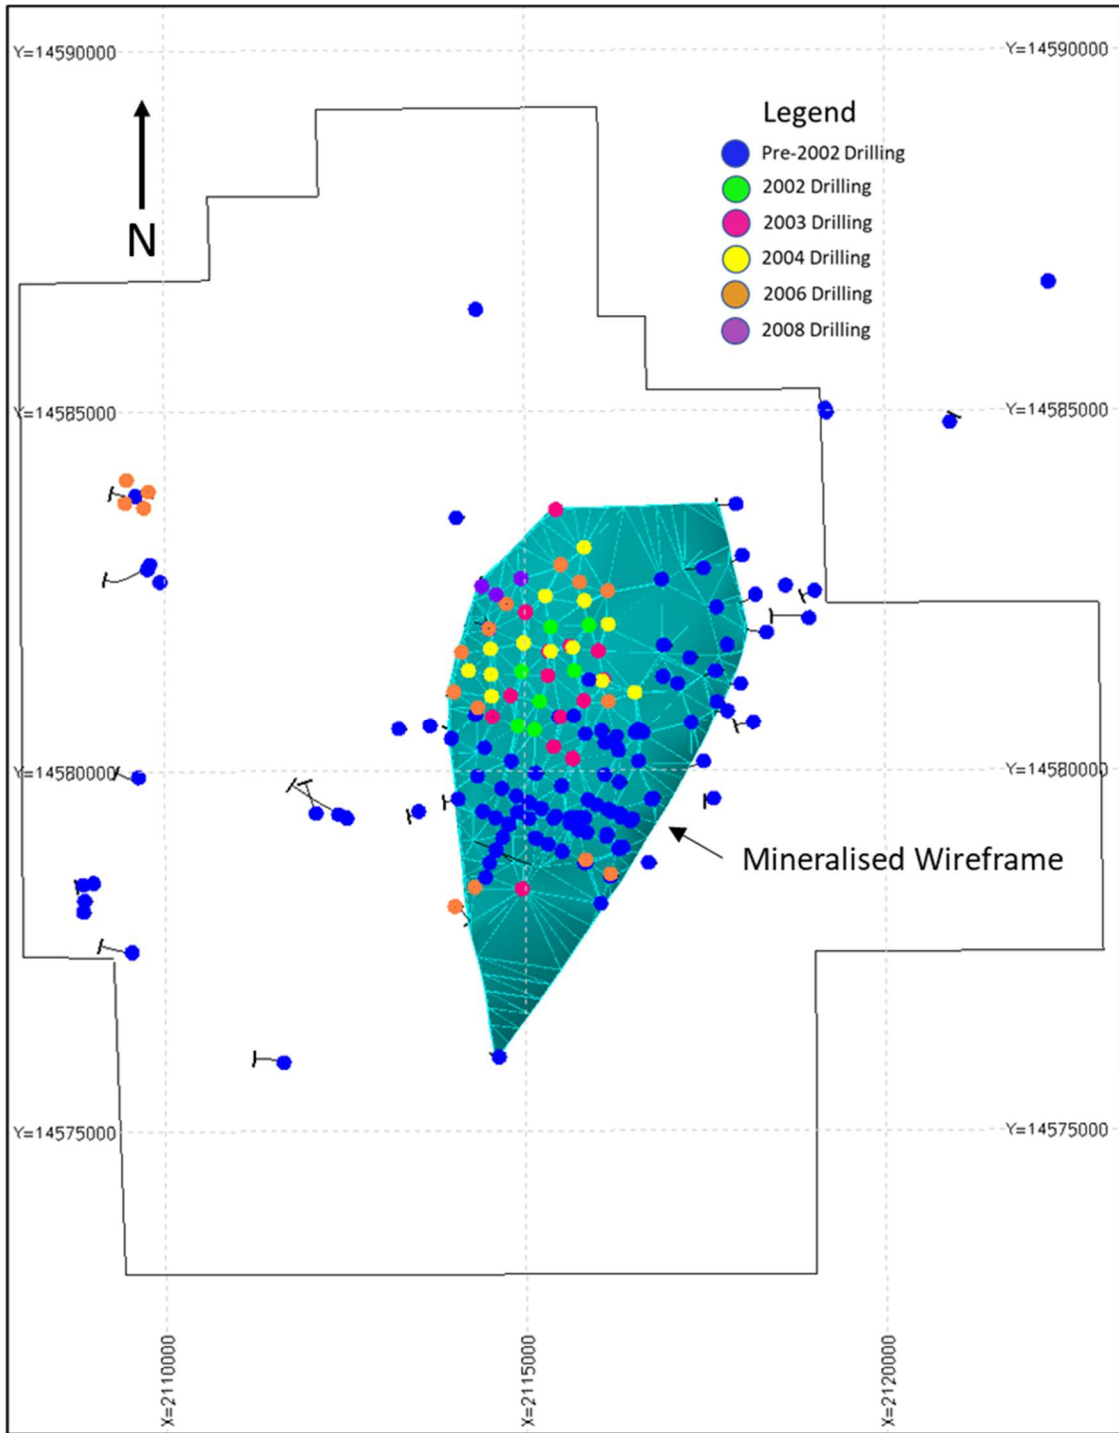 Y=14590000
Y=14590000
Legend
Pre-2002 Drilling
2002 Drilling
2003 Drilling
2004 Drilling
2006 Drilling
2008 Drilling
N
Y=14585000
Y=14585000
Y=14580000
Y=14580000
Mineralised Wireframe
Y=14575000
Y=14575000
X=2110000
X=2115000
X=2120000